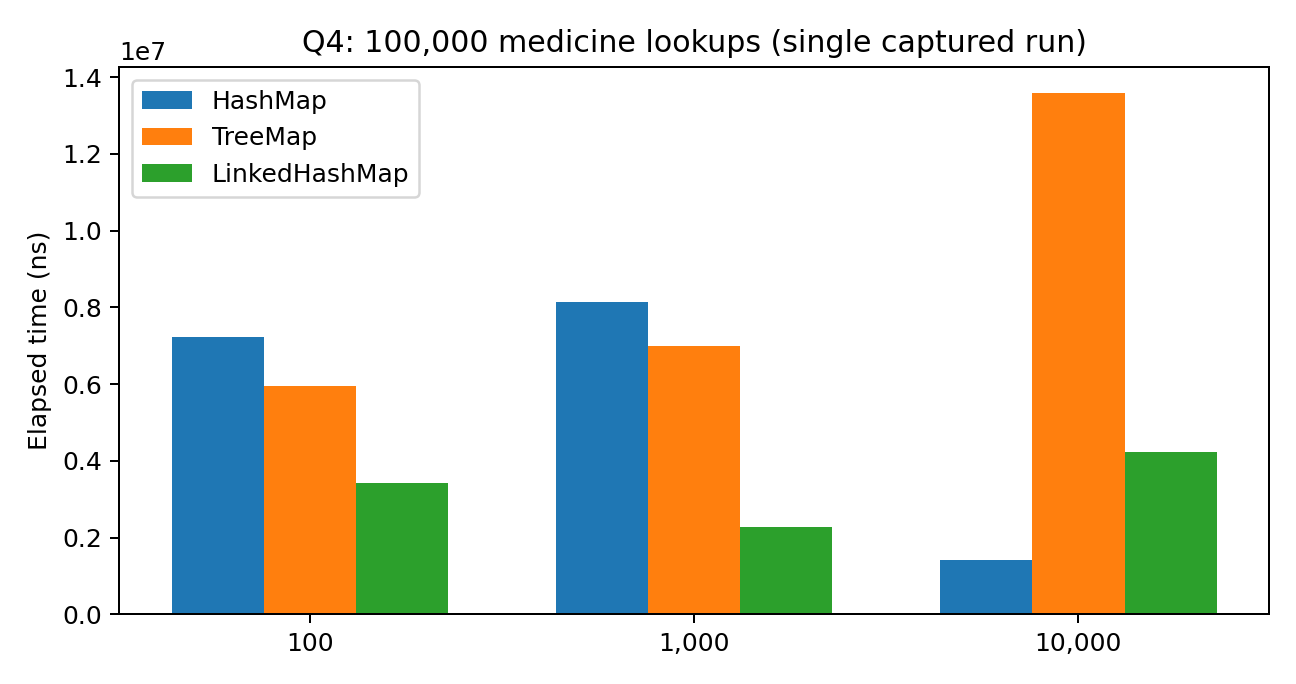 Q4: 100,000 medicine lookups (single captured run)
1e7
HashMap
TreeMap
LinkedHashMap
Elapsed time (ns)
1.4
1.2
1.0
0.8
0.6
0.4
0.2
0.0
100
1,000
10,000